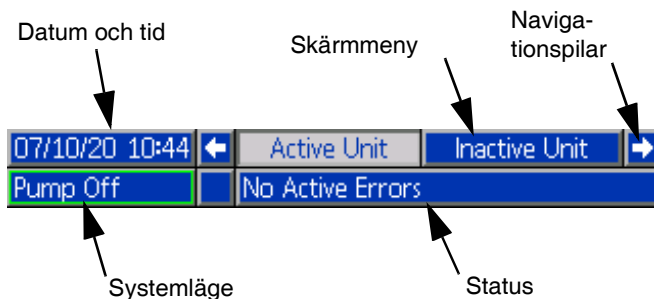 Datum och tid
Skärmmeny
Naviga-
tionspilar
07/10/20 10:44
Active Unit
Inactive Unit
Pump Off
No Active Errors
Systemläge
Status